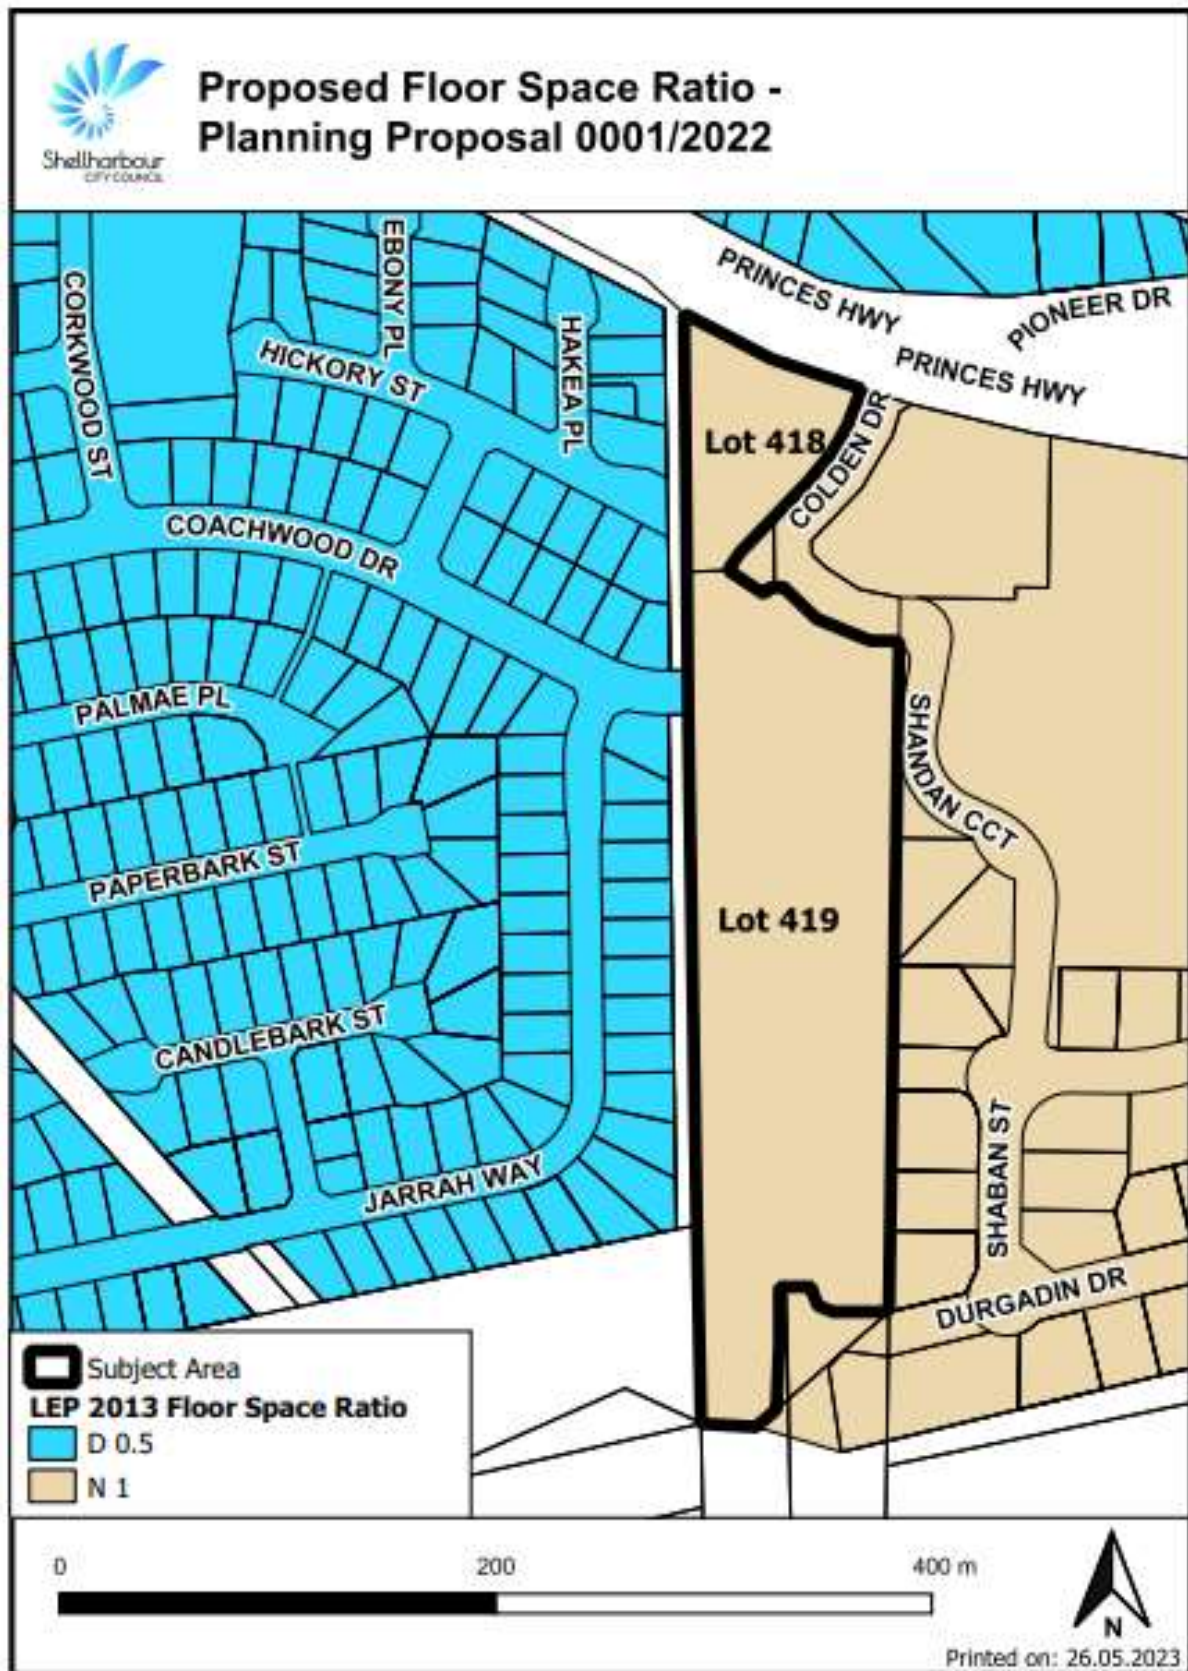 Shellharbour
CITY COUNCIL
Proposed Floor Space Ratio -
Planning Proposal 0001/2022
CORKWOOD ST
EBONY PL
HICKORY ST
HAKEA PL
PRINCES HWY
PIONEER DR
PRINCES HWY
Lot 418
COLDEN DR
COACHWOOD DR
PALMAE PL
SHANDAN CCT
PAPERBARK ST
Lot 419
CANDLEBARK ST
JARRAH WAY
SHABAN ST
DURGADIN DR
Subject Area
LEP 2013 Floor Space Ratio
D 0.5
N 1
0
200
400 m
N
Printed on: 26.05.2023